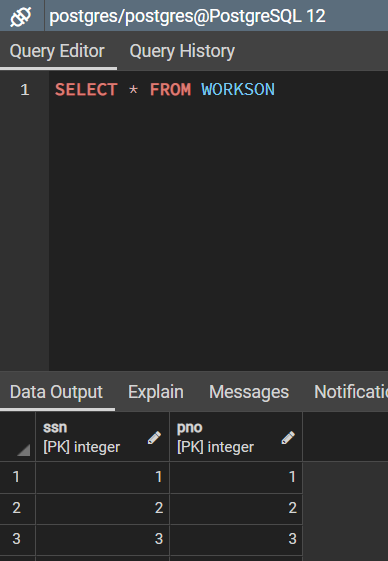 postgres/postgres@PostgreSQL 12
Query Editor Query History
1 SELECT * FROM WORKSON
Data Output Explain Messages Notificati
ssn pno
[PK] integer [PK] integer
1 1 1
2 2 2
3 3 3